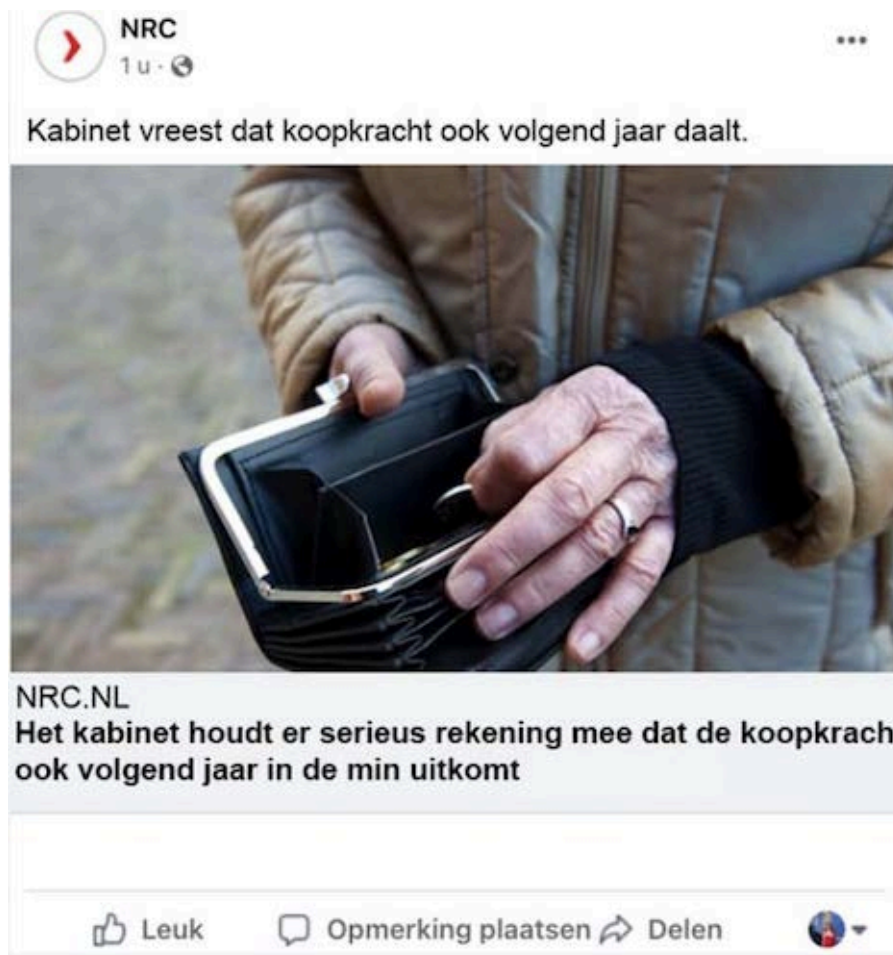 NRC
1 u ·
Kabinet vreest dat koopkracht ook volgend jaar daalt.
NRC.NL
Het kabinet houdt er serieus rekening mee dat de koopkrach
ook volgend jaar in de min uitkomt
Leuk Opmerking plaatsen Delen